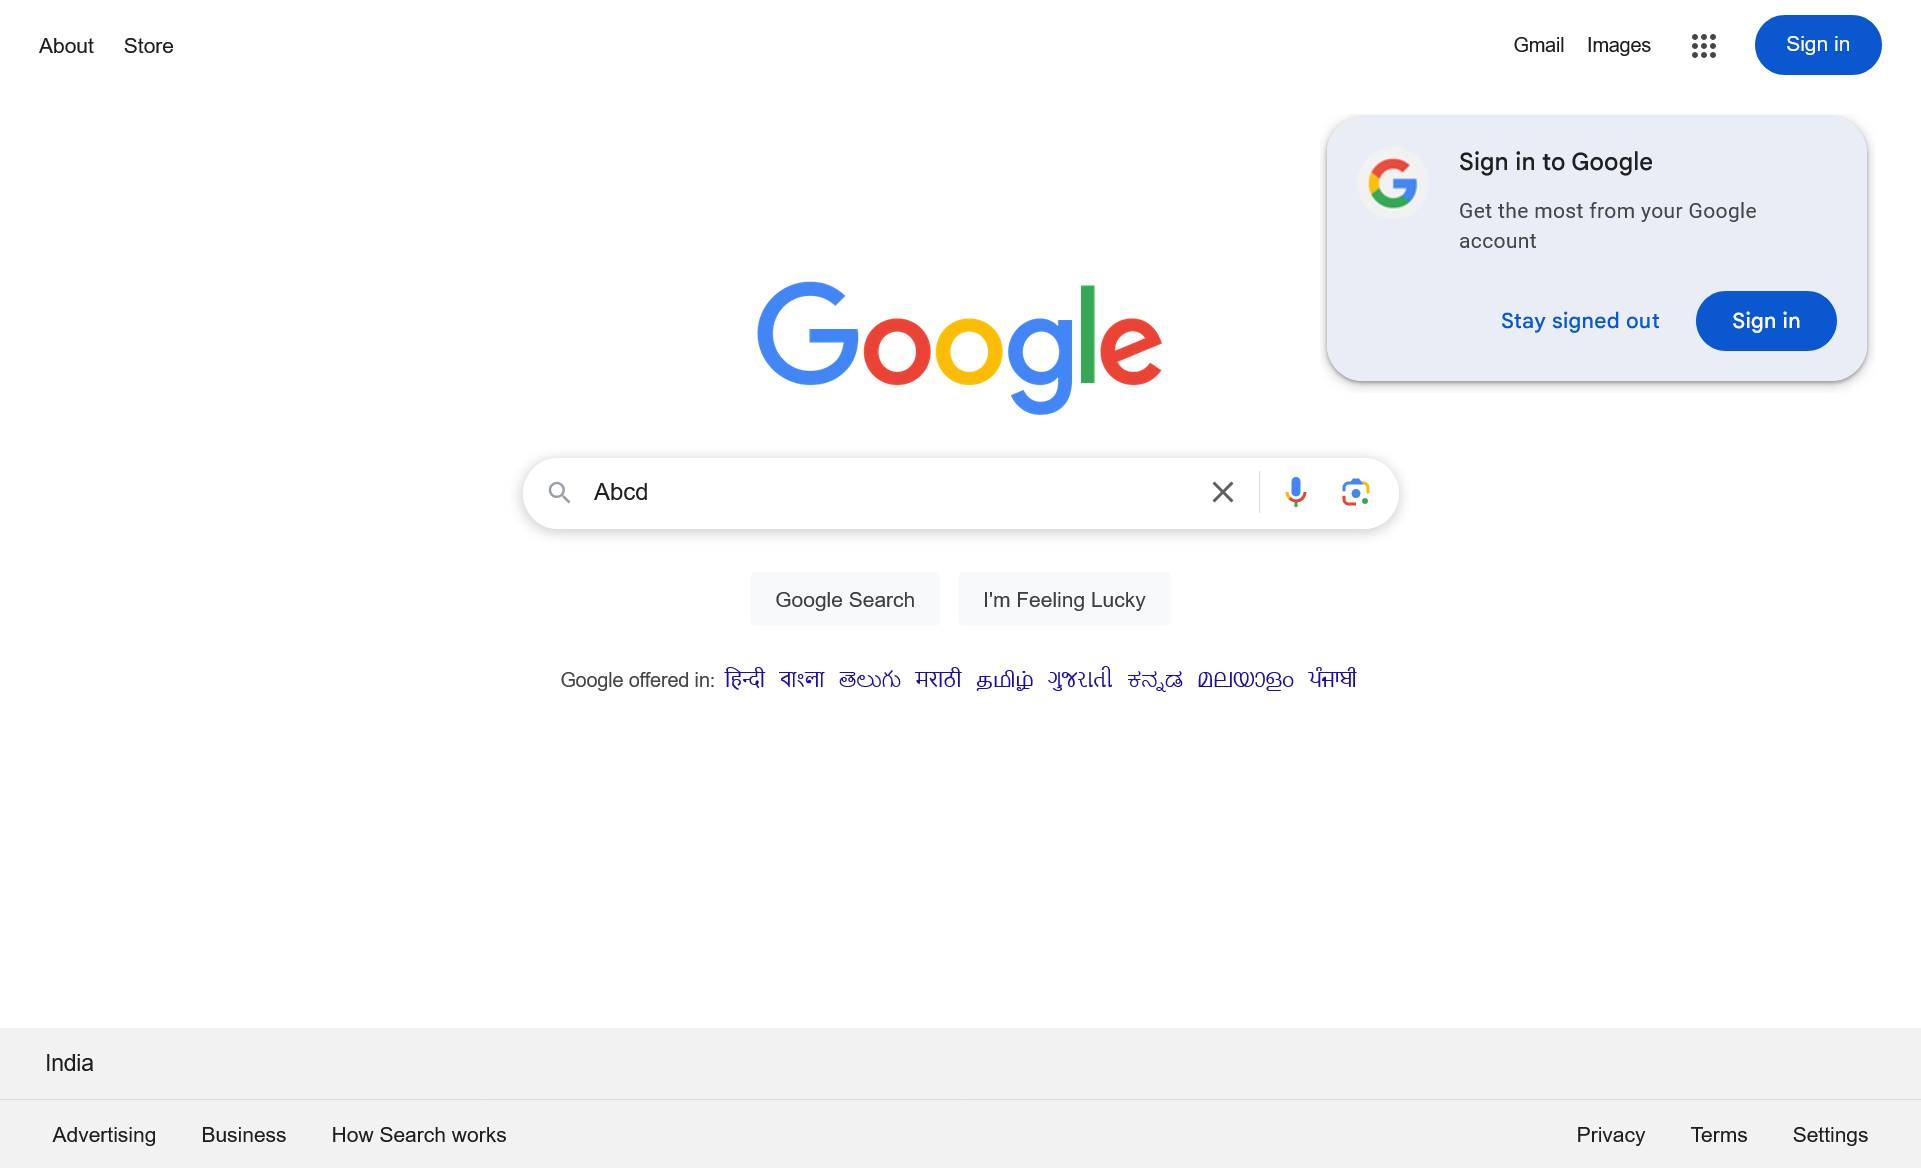 About Store
Gmail Images Sign in
Sign in to Google
Get the most from your Google
account
Stay signed out Sign in
Google
Abcd
Google Search I'm Feeling Lucky
Google offered in: हिन्दी বাংলা తెలుగు मराठी தமிழ் ગુજરાતી ಕನ್ನಡ മലയാളം ਪੰਜਾਬੀ
India
Advertising Business How Search works
Privacy Terms Settings